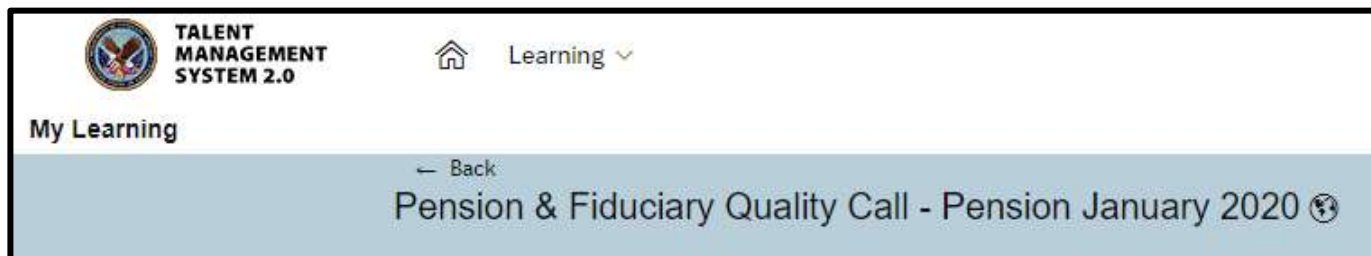 TALENT
MANAGEMENT
SYSTEM 2.0
Learning
My Learning
← Back
Pension & Fiduciary Quality Call - Pension January 2020